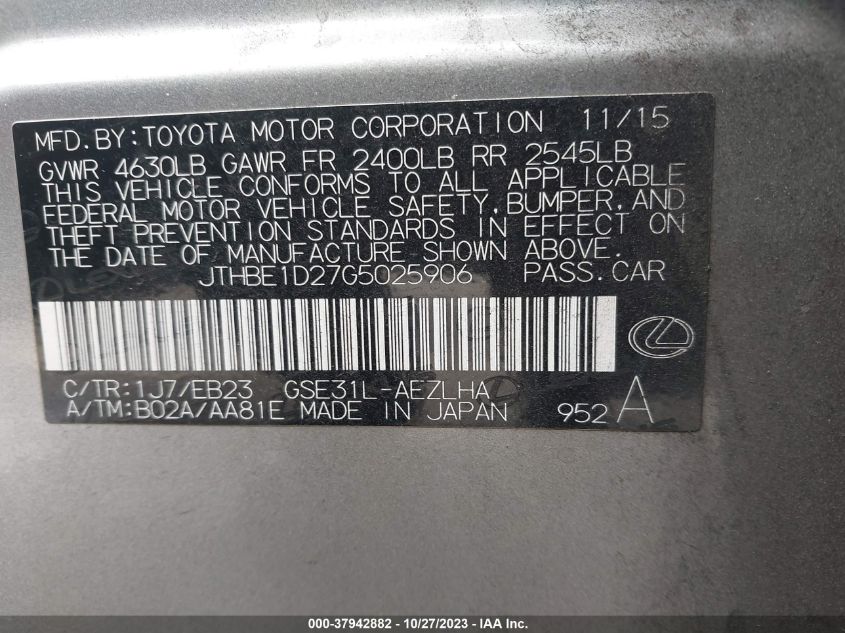 MFD.BY:TOYOTA MOTOR CORPORATION 11/15
GVWR 4630LB GAWR FR 2400LB RR 2545LB
THIS VEHICLE CONFORMS TO ALL APPLICABLE
FEDERAL MOTOR VEHICLE SAFETY,BUMPER,AND
THEFT PREVENTION STANDARDS IN EFFECT ON
THE DATE OF MANUFACTURE SHOWN ABOVE.
JTHBE1D27G5025906 PASS.CAR
C/TR:1J7/EB23 GSE31L-AEZLHA
A/TM:B02A/AA81E MADE IN JAPAN 952 A
000-37942882 - 10/27/2023 - IAA Inc.